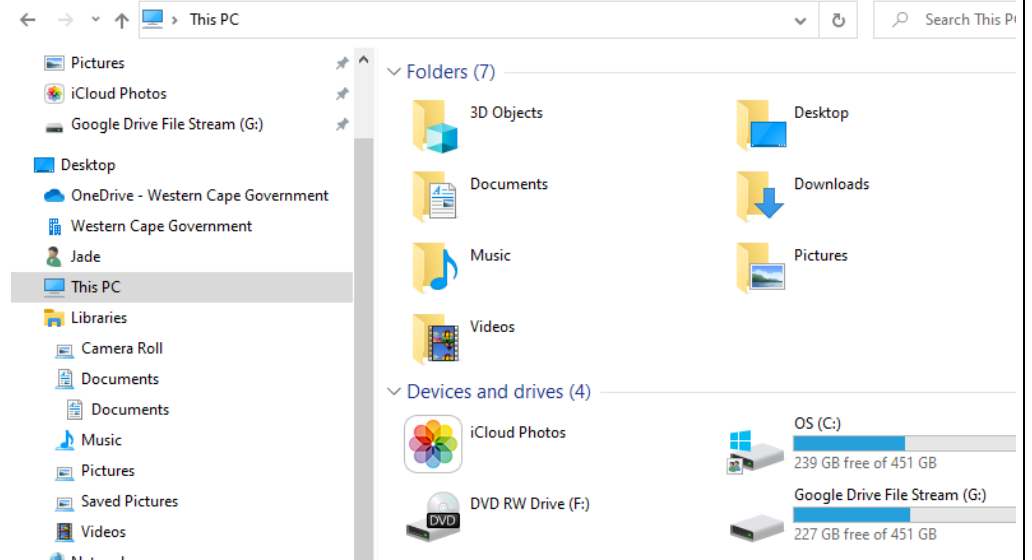 This PC
Search This P
Pictures
iCloud Photos
Google Drive File Stream (G:)
Desktop
OneDrive - Western Cape Government
Western Cape Government
Jade
This PC
Libraries
Camera Roll
Documents
Documents
Music
Pictures
Saved Pictures
Videos
Folders (7)
3D Objects
Desktop
Documents
Downloads
Music
Pictures
Videos
Devices and drives (4)
iCloud Photos
OS (C:)
239 GB free of 451 GB
DVD RW Drive (F:)
DVD
Google Drive File Stream (G:)
227 GB free of 451 GB